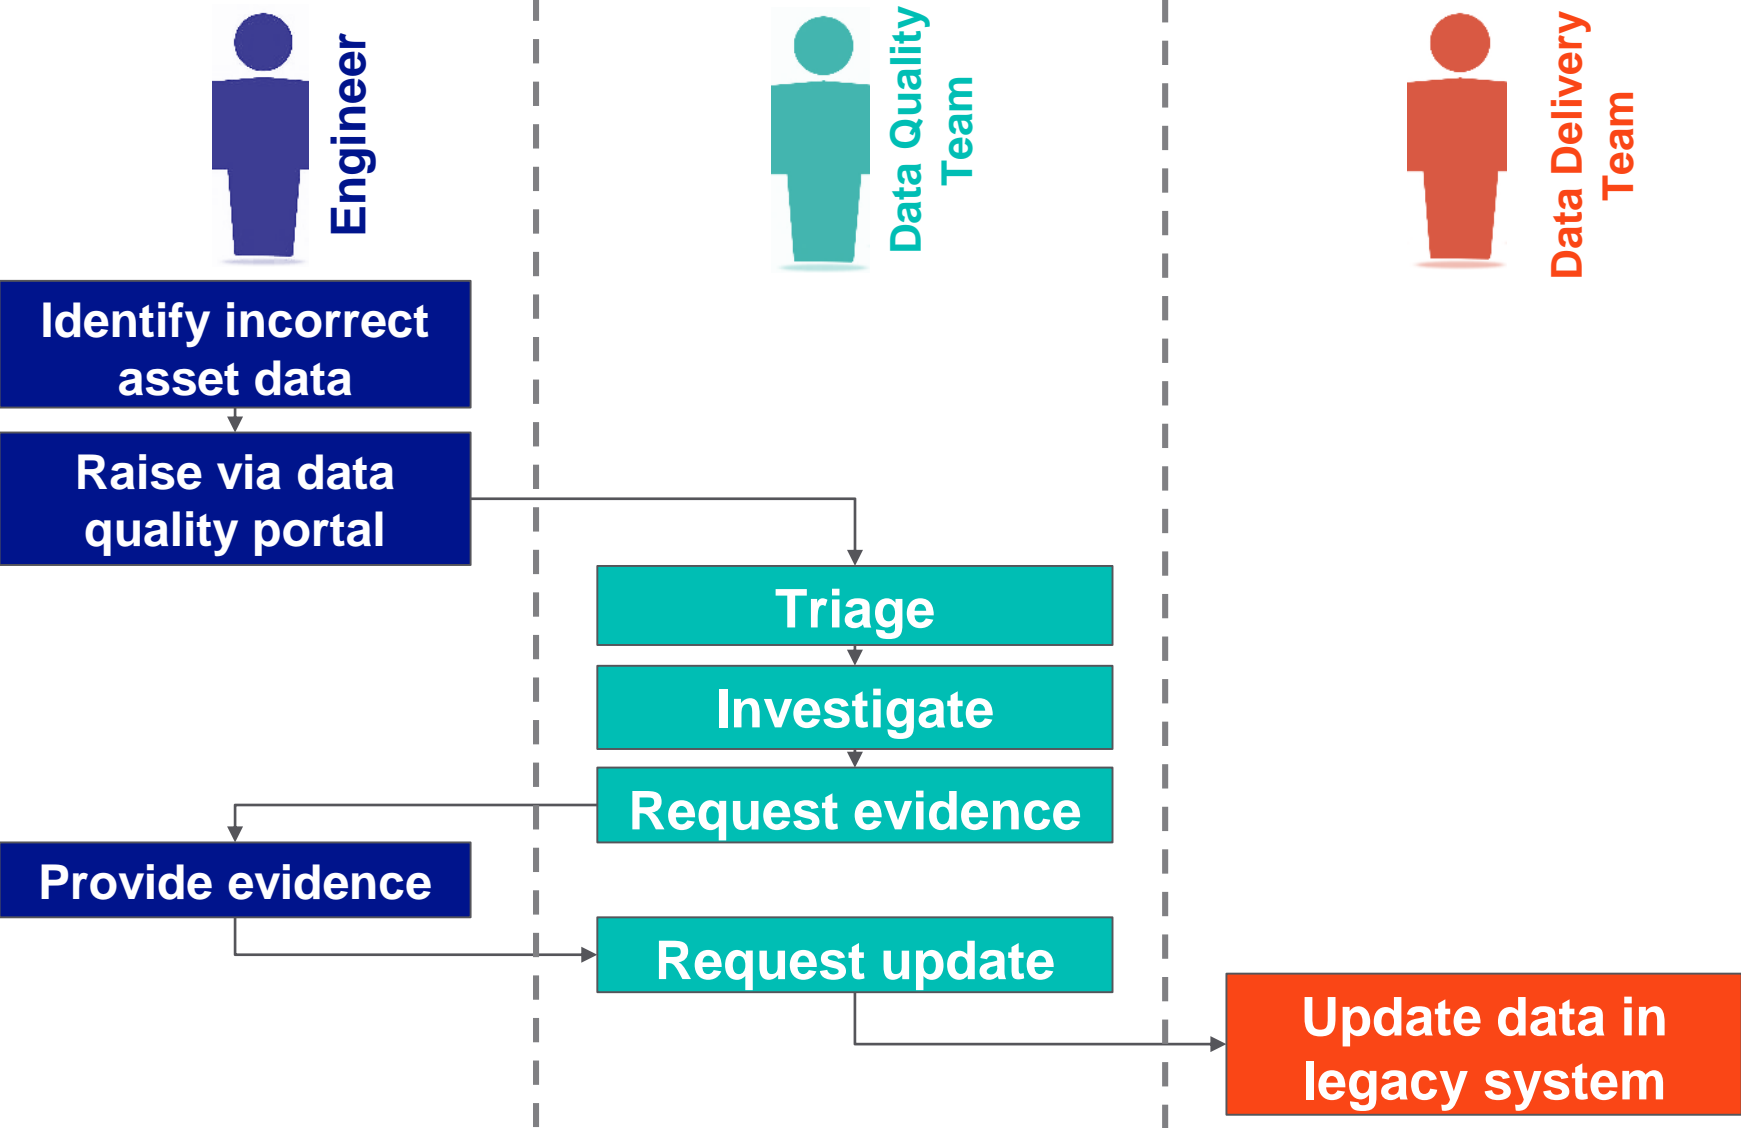 Engineer
Data Quality
Team
Data Delivery
Team
Identify incorrect
asset data
Raise via data
quality portal
Triage
Investigate
Request evidence
Provide evidence
Request update
Update data in
legacy system